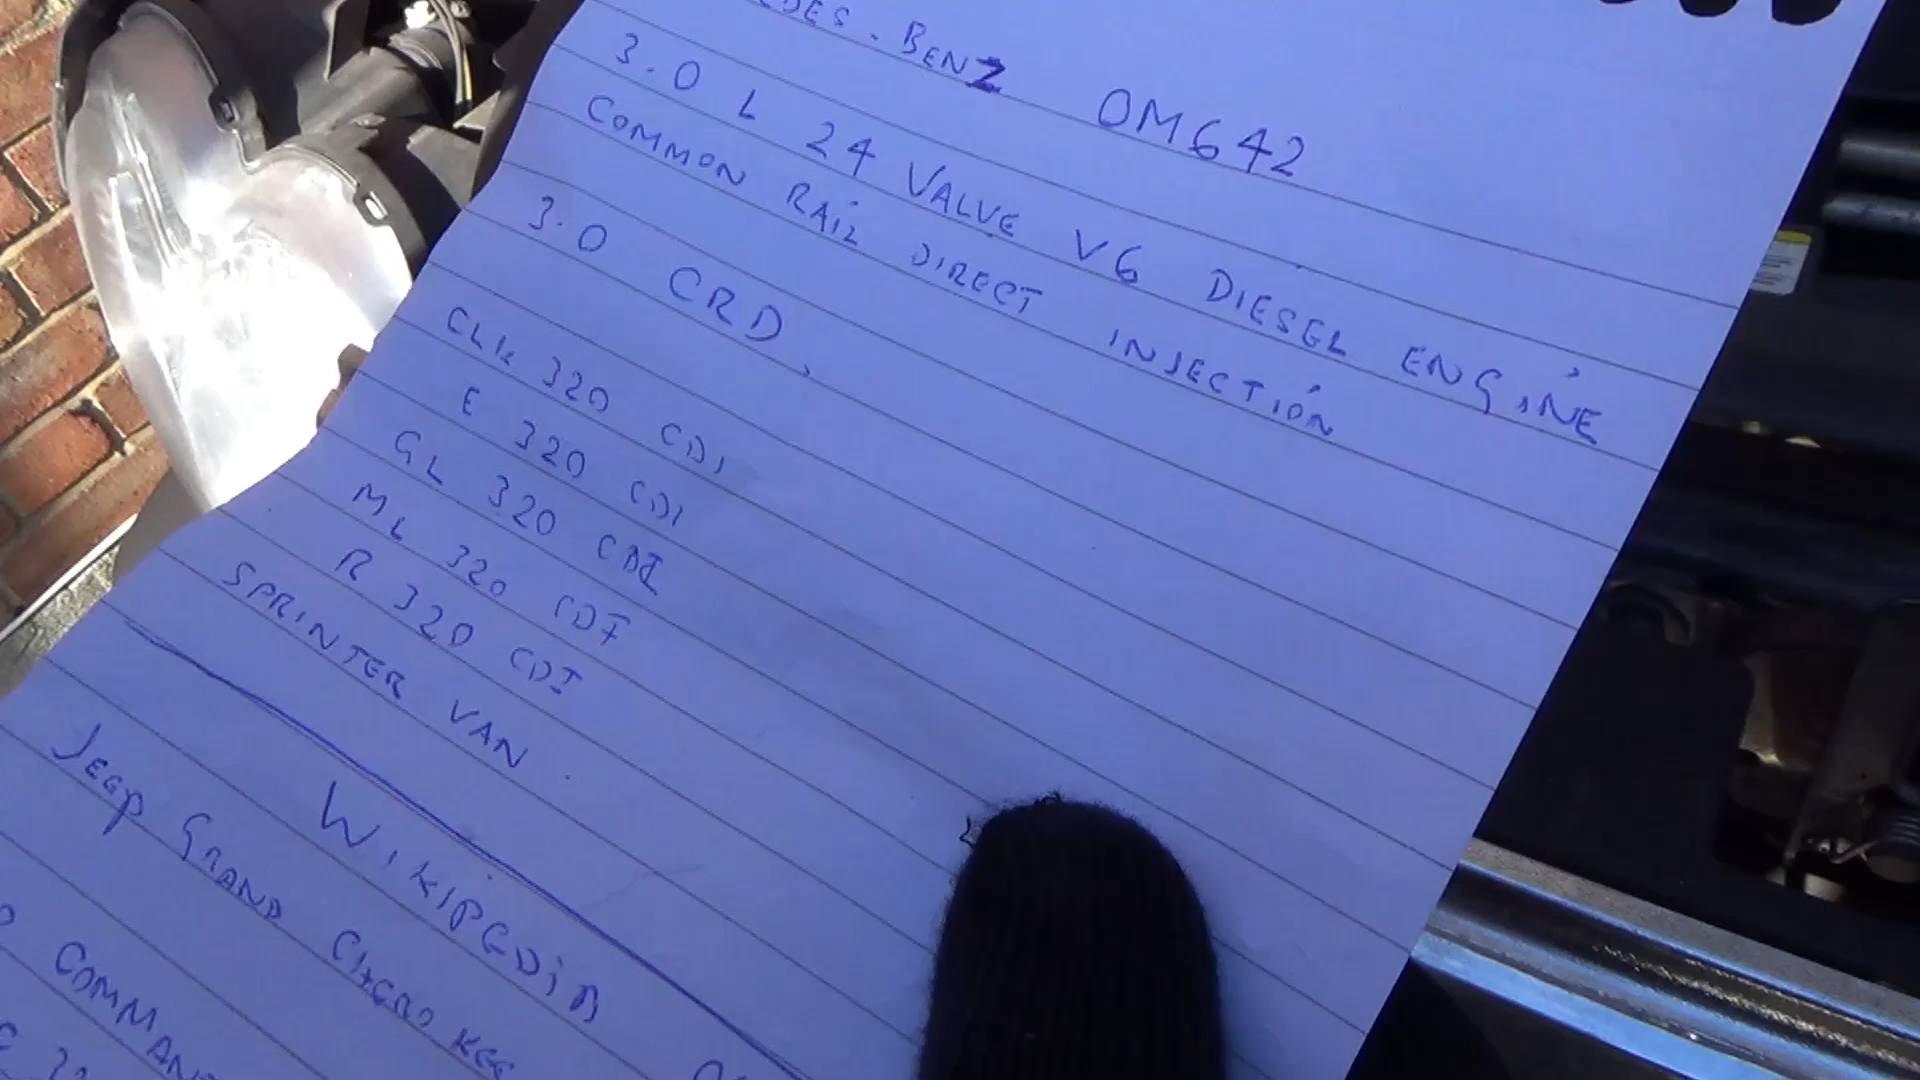 BENZ OM642
3.0 L 24 VALVE V6 DIESEL ENGINE
COMMON RAIL DIRECT INJECTION
3.0 CRD
CLK 320 CDI
E 320 CDI
GL 320 CDI
ML 320 CDI
R 320 CDI
SPRINTER VAN.
WIKIPEDIA
JEEP GRAND CHEROKEE